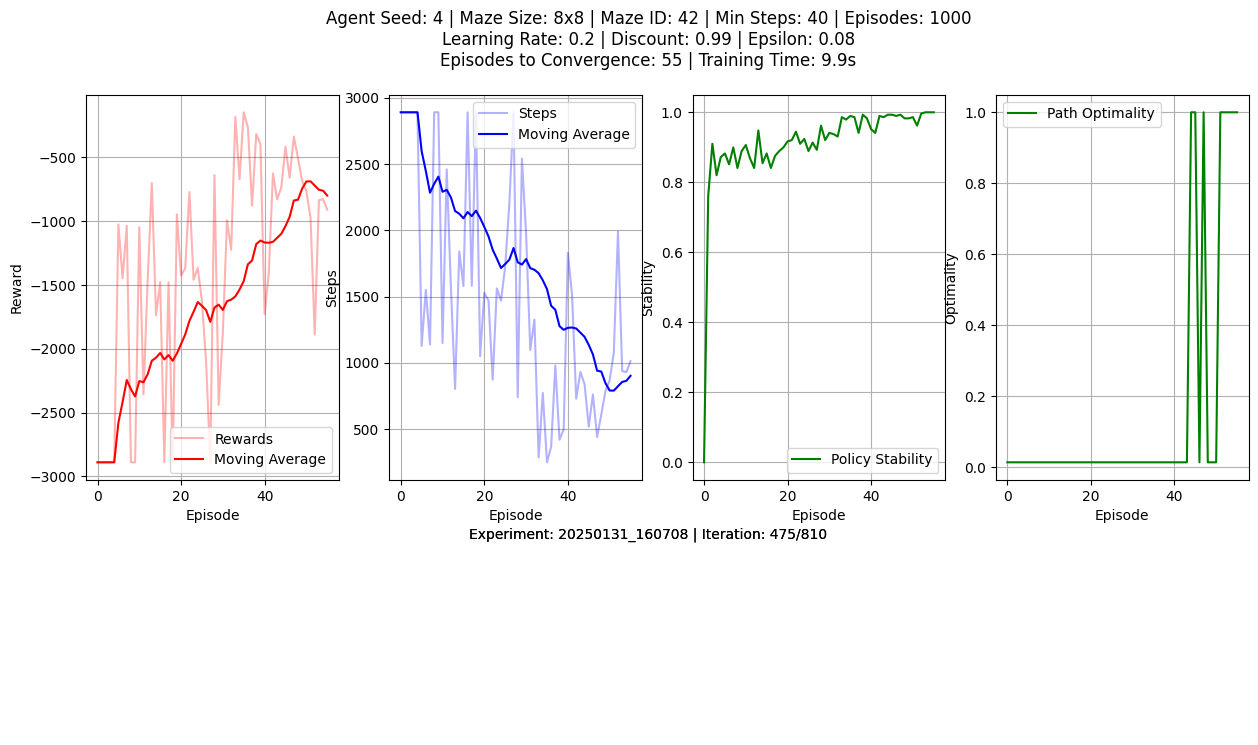 Agent Seed: 4 | Maze Size: 8x8 | Maze ID: 42 | Min Steps: 40 | Episodes: 1000
Learning Rate: 0.2 | Discount: 0.99 | Epsilon: 0.08
Episodes to Convergence: 55 | Training Time: 9.9s
Reward
−500
−1000
−1500
−2000
−2500
−3000
0 20 40
Episode
Rewards
Moving Average
Steps
3000
2500
2000
1500
1000
500
0 20 40
Episode
Steps
Moving Average
Stability
1.0
0.8
0.6
0.4
0.2
0.0
0 20 40
Episode
Policy Stability
Optimality
1.0
0.8
0.6
0.4
0.2
0.0
0 20 40
Episode
Path Optimality
Experiment: 20250131_160708 | Iteration: 475/810